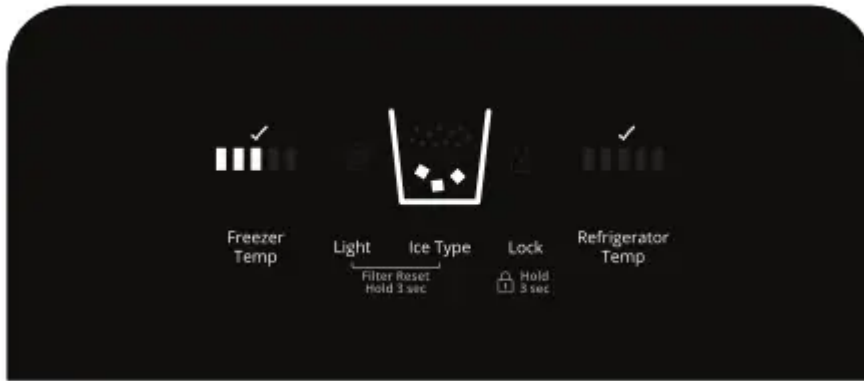 Freezer
Temp
Light
Ice Type
Filter Reset
Hold 3 sec
Lock
Hold
3 sec
Refrigerator
Temp